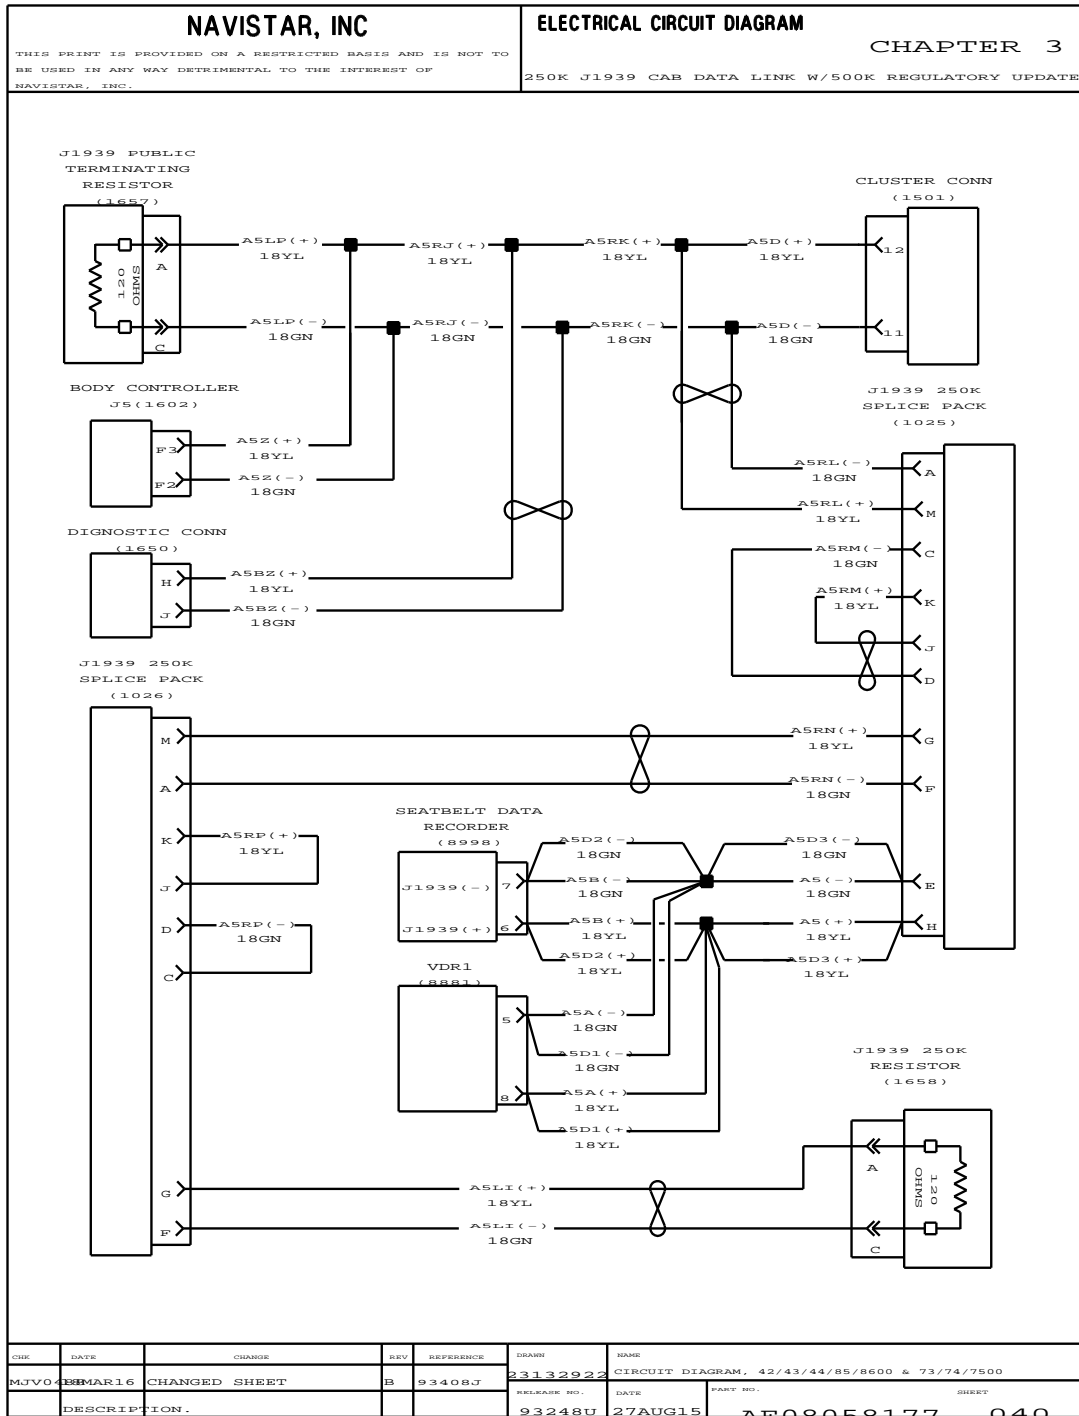 NAVISTAR, INC
THIS PRINT IS PROVIDED ON A RESTRICTED BASIS AND IS NOT TO
BE USED IN ANY WAY DETRIMENTAL TO THE INTEREST OF
NAVISTAR, INC.
ELECTRICAL CIRCUIT DIAGRAM
CHAPTER 3
250K J1939 CAB DATA LINK W/500K REGULATORY UPDATE
J1939 PUBLIC
TERMINATING
RESISTOR
(1657)
120
OHMS
A
C
A5LP(+)
18YL
A5RJ(+)
18YL
A5RK(+)
18YL
A5D(+)
18YL
A5LP(-)
18GN
A5RJ(-)
18GN
A5RK(-)
18GN
A5D(-)
18GN
CLUSTER CONN
(1501)
12
11
BODY CONTROLLER
J5(1602)
F3
A5Z(+)
18YL
F2
A5Z(-)
18GN
DIGNOSTIC CONN
(1650)
H
A5BZ(+)
18YL
J
A5BZ(-)
18GN
J1939 250K
SPLICE PACK
(1025)
A5RL(-)
18GN
A
A5RL(+)
18YL
M
A5RM(-)
18GN
C
A5RM(+)
18YL
K
J
D
A5RN(+)
18YL
G
A5RN(-)
18GN
F
J1939 250K
SPLICE PACK
(1026)
M
A
K
A5RP(+)
18YL
J
D
A5RP(-)
18GN
C
G
F
SEATBELT DATA
RECORDER
(8998)
J1939(-) 7
J1939(+) 6
A5D2(-)
18GN
A5B(-)
18GN
A5B(+)
18YL
A5D2(+)
18YL
A5D3(-)
18GN
A5(-)
18GN
E
A5(+)
18YL
H
A5D3(+)
18YL
VDR1
(8881)
5
8
A5A(-)
18GN
A5D1(-)
18GN
A5A(+)
18YL
A5D1(+)
18YL
A5LI(+)
18YL
A5LI(-)
18GN
J1939 250K
RESISTOR
(1658)
A
C
120
OHMS
CHK DATE CHANGE REV REFERENCE
CHANGED SHEET B 93408J
DESCRIPTION.
DRAWN
23132922
NAME
CIRCUIT DIAGRAM, 42/43/44/85/8600 & 73/74/7500
RELEASE NO.
93248U
DATE
27AUG15
PART NO.
AF08058177
SHEET
040